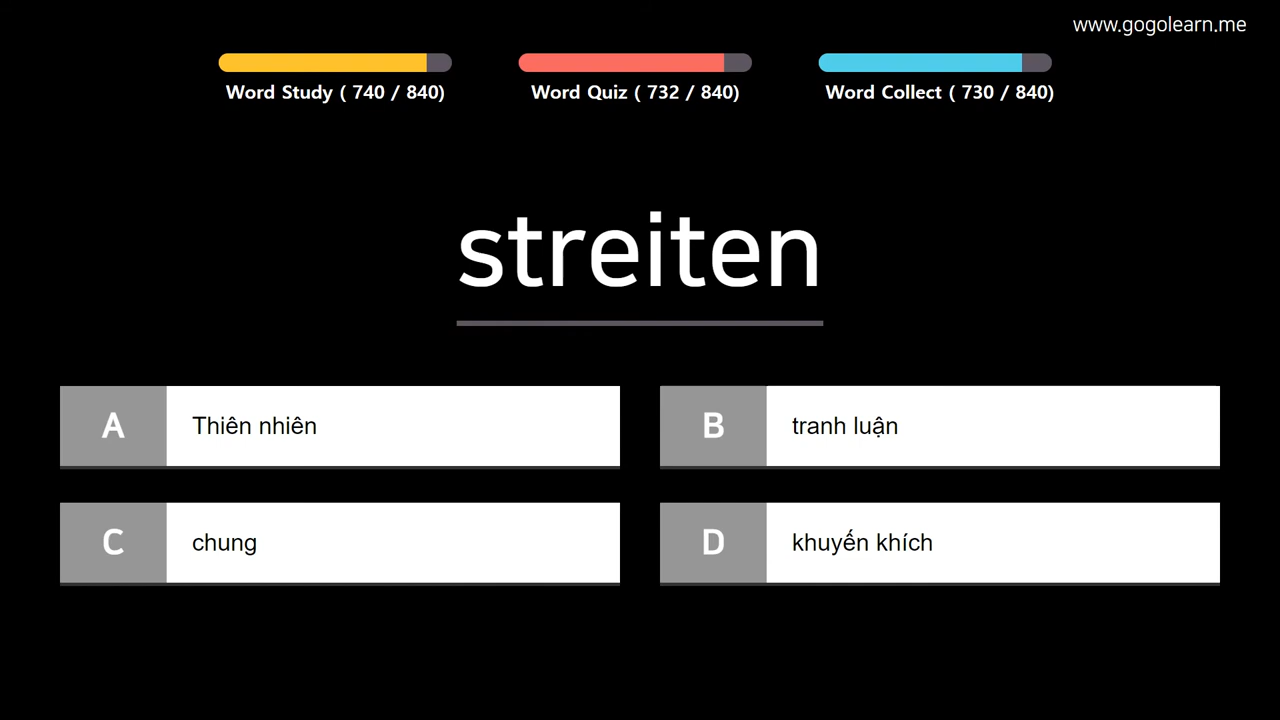 www.gogolearn.me
Word Study ( 740 / 840)
Word Quiz ( 732 / 840)
Word Collect ( 730 / 840)
streiten
A
Thiên nhiên
B
tranh luận
C
chung
D
khuyến khích